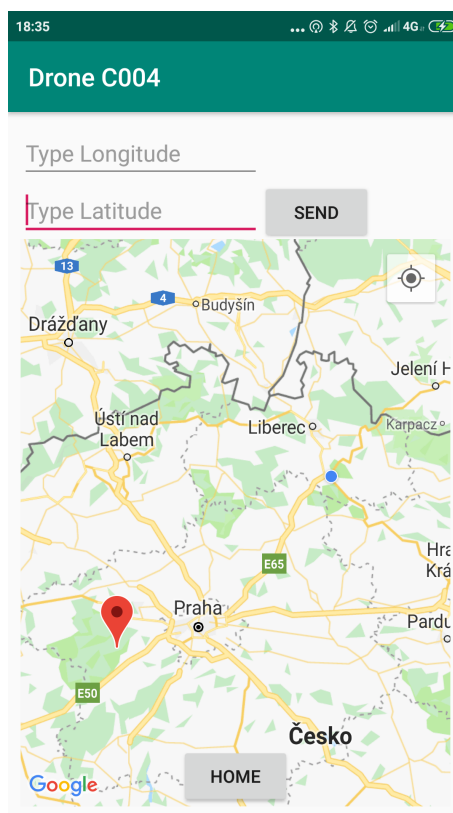 18:35
... 4G
Drone C004
Type Longitude
Type Latitude
SEND
13
4
Budyšín
Drážďany
Jelení H
Ústí nad
Labem
Liberec
Karpacz
E65
Hra
Krá
Praha
Pardu
E50
Česko
HOME
Google